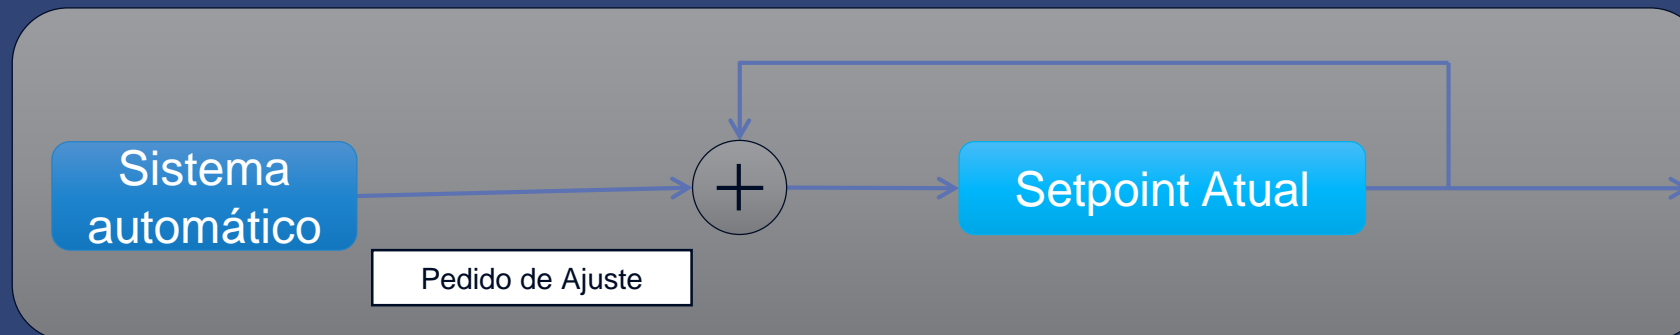 Sistema
automático
Pedido de Ajuste
+
Setpoint Atual